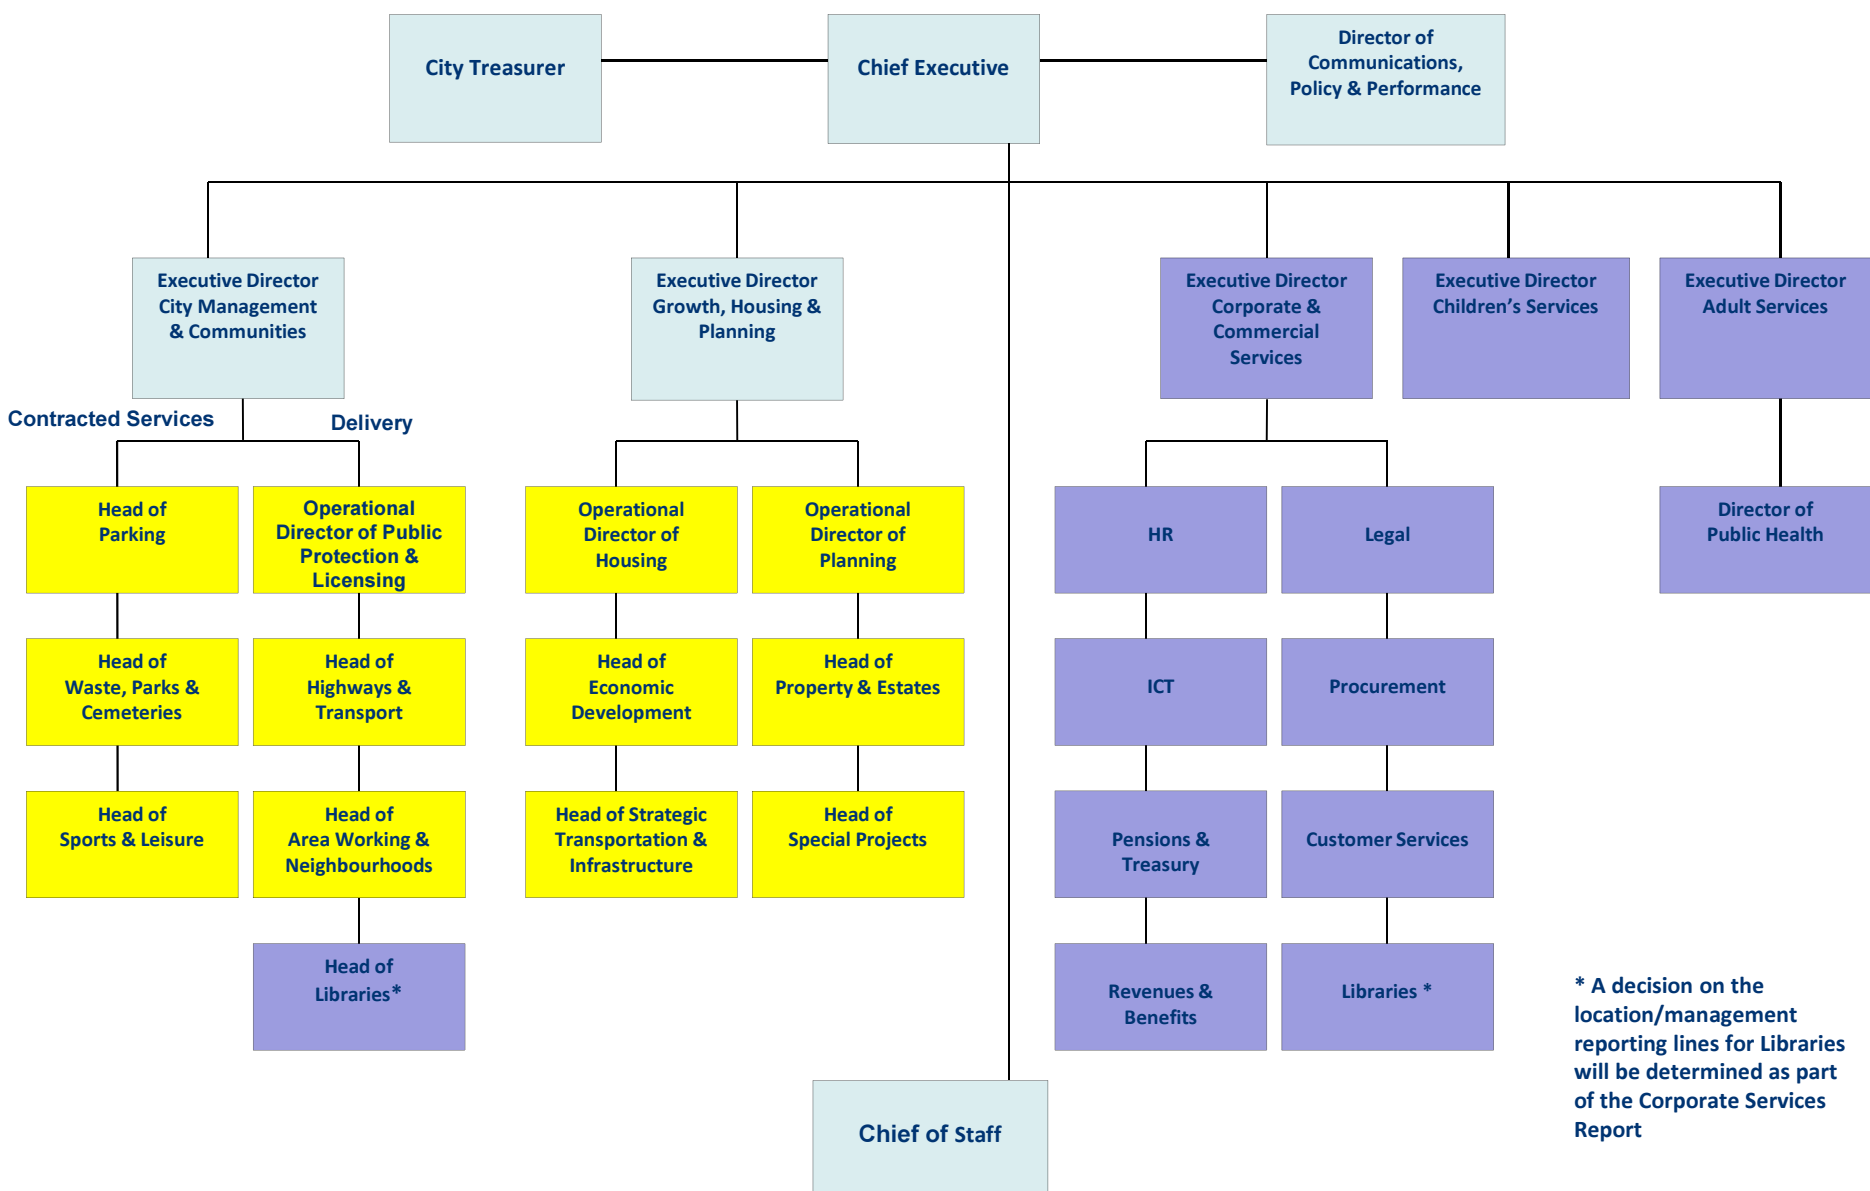 City Treasurer
Chief Executive
Director of
Communications,
Policy & Performance
Executive Director
City Management
& Communities
Executive Director
Growth, Housing &
Planning
Executive Director
Corporate &
Commercial
Services
Executive Director
Children’s Services
Executive Director
Adult Services
Contracted Services
Delivery
Head of
Parking
Operational
Director of Public
Protection &
Licensing
Operational
Director of
Housing
Operational
Director of
Planning
HR
Legal
Director of
Public Health
Head of
Waste, Parks &
Cemeteries
Head of
Highways &
Transport
Head of
Economic
Development
Head of
Property & Estates
ICT
Procurement
Head of
Sports & Leisure
Head of
Area Working &
Neighbourhoods
Head of Strategic
Transportation &
Infrastructure
Head of
Special Projects
Pensions &
Treasury
Customer Services
Head of
Libraries*
Revenues &
Benefits
Libraries *
* A decision on the
location/management
reporting lines for Libraries
will be determined as part
of the Corporate Services
Report
Chief of Staff